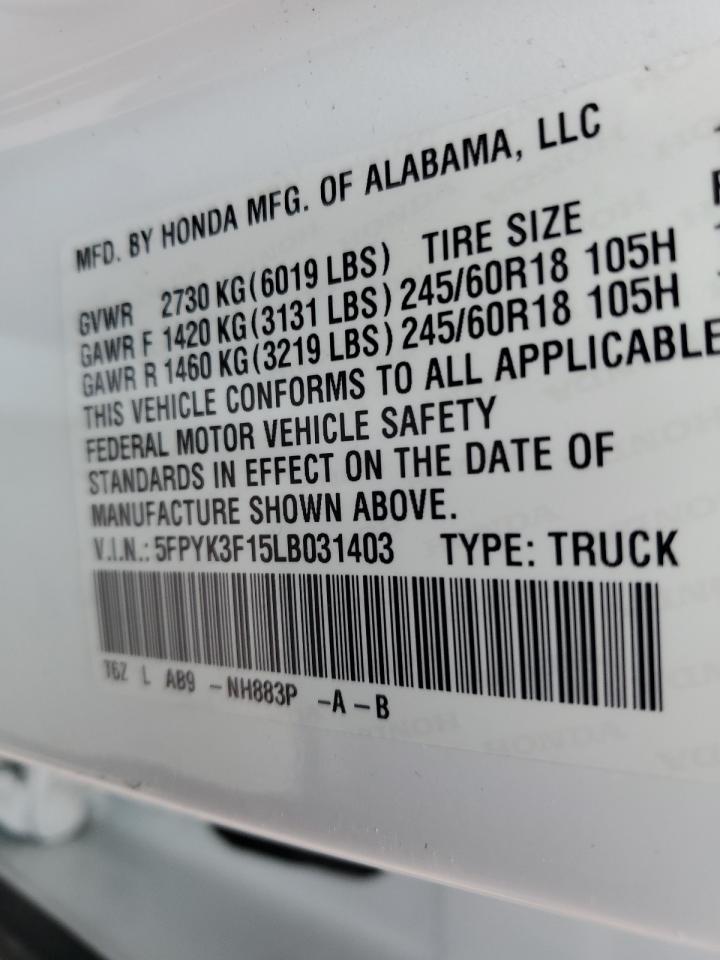 MFD. BY HONDA MFG. OF ALABAMA, LLC
GVWR 2730 KG(6019 LBS) TIRE SIZE
GAWR F 1420 KG(3131 LBS) 245/60R18 105H
GAWR R 1460 KG(3219 LBS) 245/60R18 105H
THIS VEHICLE CONFORMS TO ALL APPLICABLE
FEDERAL MOTOR VEHICLE SAFETY
STANDARDS IN EFFECT ON THE DATE OF
MANUFACTURE SHOWN ABOVE.
V.I.N.: 5FPYK3F15LB031403 TYPE: TRUCK
T6Z L AB9 -NH883P -A-B